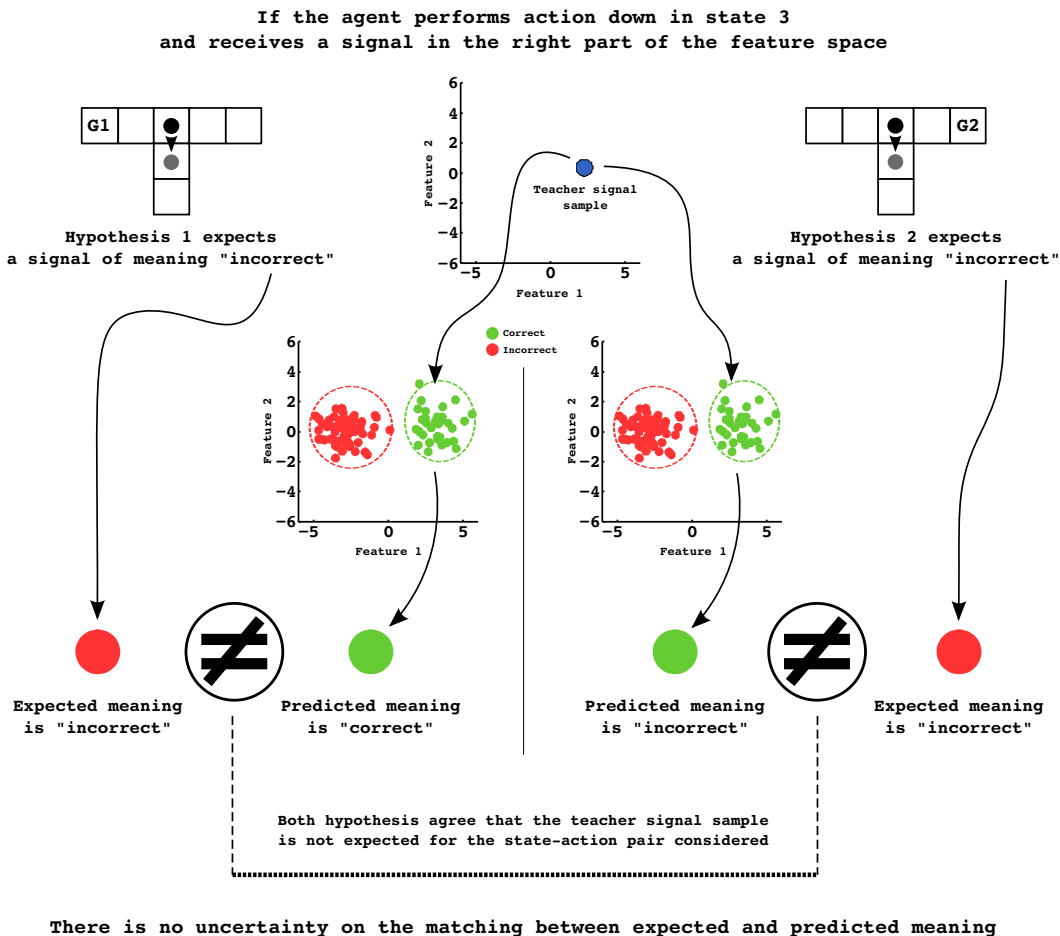 If the agent performs action down in state 3
and receives a signal in the right part of the feature space
G1
Hypothesis 1 expects
a signal of meaning "incorrect"
6
4
2
0
−2
−4
−6
Feature 2
Teacher signal
sample
−5
0
5
Feature 1
G2
Hypothesis 2 expects
a signal of meaning "incorrect"
Correct
Incorrect
6
4
2
0
−2
−4
−6
Feature 2
−5
0
5
Feature 1
6
4
2
0
−2
−4
−6
Feature 2
−5
0
5
Feature 1
Expected meaning
is "incorrect"
Predicted meaning
is "correct"
Predicted meaning
is "incorrect"
Expected meaning
is "incorrect"
Both hypothesis agree that the teacher signal sample
is not expected for the state-action pair considered
There is no uncertainty on the matching between expected and predicted meaning